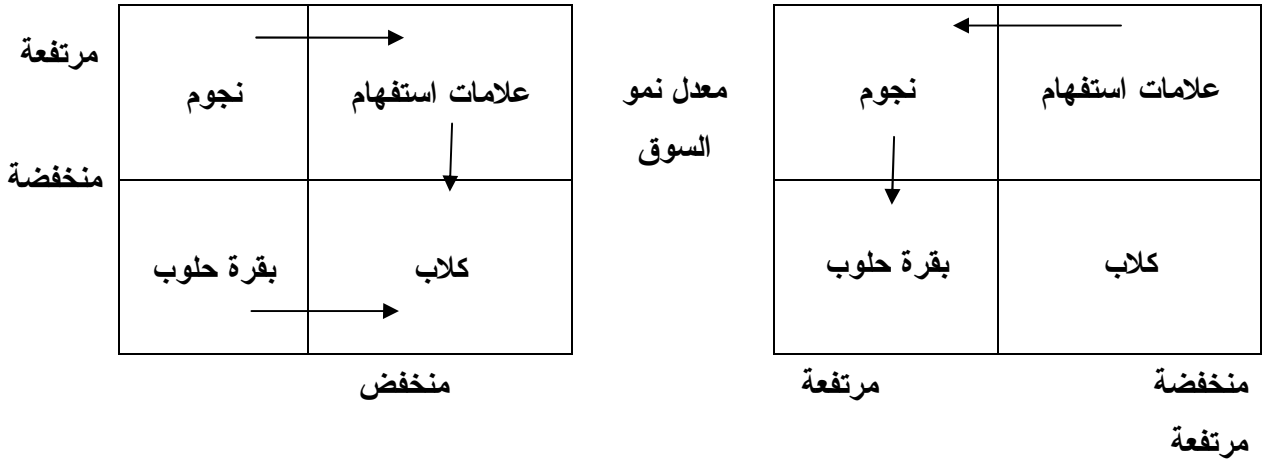 مرتفعة
منخفضة
نجوم
علامات استفهام
بقرة حلوب
كلاب
منخفض
معدل نمو
السوق
نجوم
علامات استفهام
بقرة حلوب
كلاب
مرتفعة
منخفضة
مرتفعة